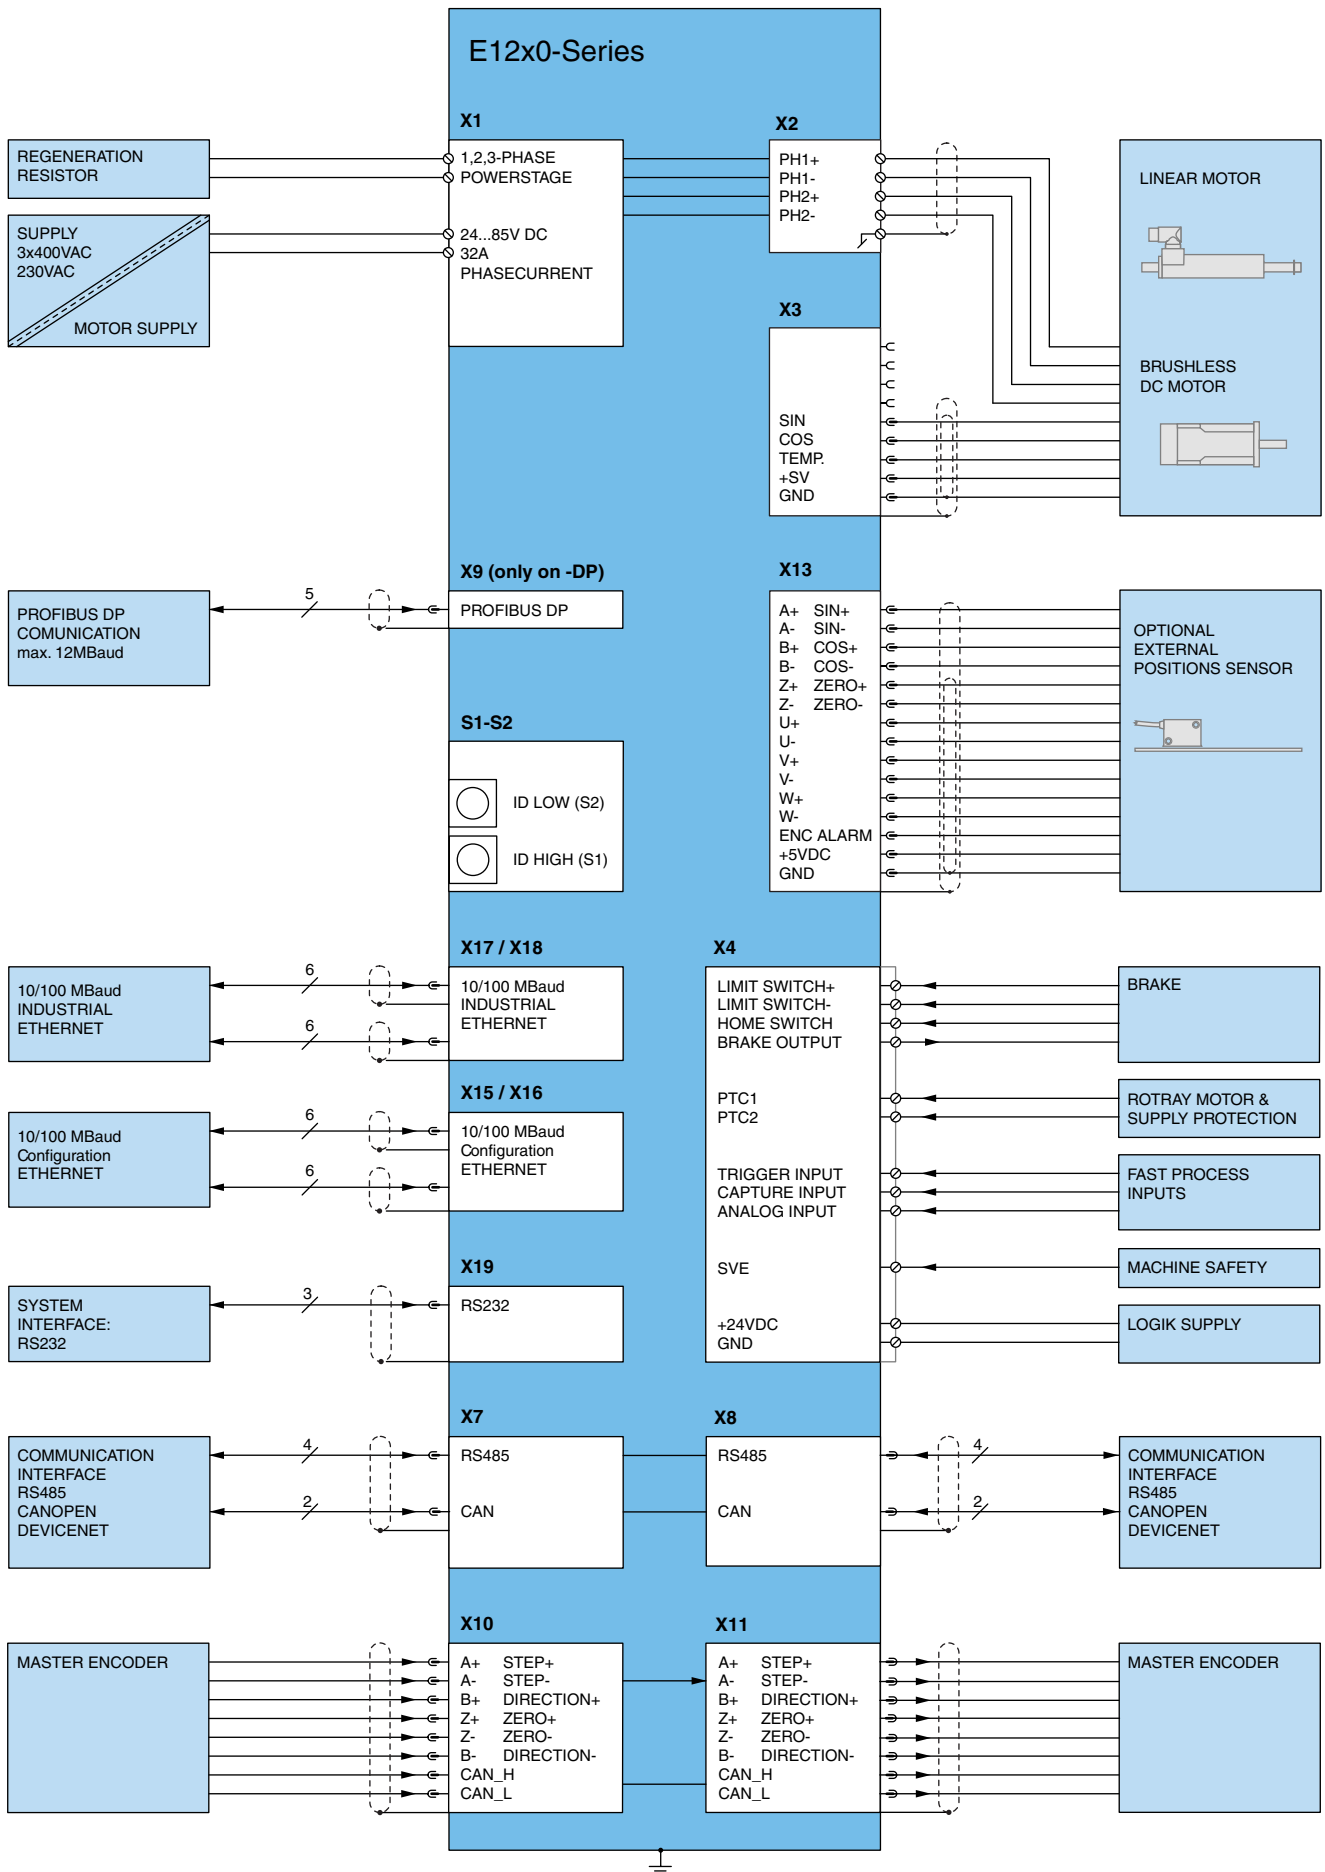 E12x0-Series
X1
REGENERATION
RESISTOR
1,2,3-PHASE
POWERSTAGE
SUPPLY
3x400VAC
230VAC
MOTOR SUPPLY
24...85V DC
32A
PHASECURRENT
X2
PH1+
PH1-
PH2+
PH2-
LINEAR MOTOR
BRUSHLESS
DC MOTOR
X3
SIN
COS
TEMP.
+SV
GND
X9 (only on -DP)
PROFIBUS DP
COMUNICATION
max. 12MBaud
5
PROFIBUS DP
X13
A+ SIN+
A- SIN-
B+ COS+
B- COS-
Z+ ZERO+
Z- ZERO-
U+
U-
V+
V-
W+
W-
ENC ALARM
+5VDC
GND
OPTIONAL
EXTERNAL
POSITIONS SENSOR
S1-S2
ID LOW (S2)
ID HIGH (S1)
X17 / X18
10/100 MBaud
INDUSTRIAL
ETHERNET
6
6
10/100 MBaud
INDUSTRIAL
ETHERNET
X15 / X16
10/100 MBaud
Configuration
ETHERNET
6
6
10/100 MBaud
Configuration
ETHERNET
X19
SYSTEM
INTERFACE:
RS232
3
RS232
X4
LIMIT SWITCH+
LIMIT SWITCH-
HOME SWITCH
BRAKE OUTPUT
PTC1
PTC2
TRIGGER INPUT
CAPTURE INPUT
ANALOG INPUT
SVE
+24VDC
GND
BRAKE
ROTRAY MOTOR &
SUPPLY PROTECTION
FAST PROCESS
INPUTS
MACHINE SAFETY
LOGIK SUPPLY
X7
COMMUNICATION
INTERFACE
RS485
CANOPEN
DEVICENET
4
2
RS485
CAN
X8
RS485
CAN
4
2
COMMUNICATION
INTERFACE
RS485
CANOPEN
DEVICENET
X10
MASTER ENCODER
A+ STEP+
A- STEP-
B+ DIRECTION+
Z+ ZERO+
Z- ZERO-
B- DIRECTION-
CAN_H
CAN_L
X11
A+ STEP+
A- STEP-
B+ DIRECTION+
Z+ ZERO+
Z- ZERO-
B- DIRECTION-
CAN_H
CAN_L
MASTER ENCODER